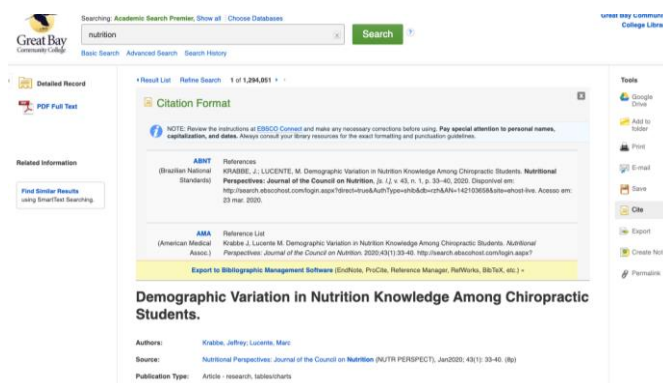 Searching: Academic Search Premier, Show all Choose Databases
Great Bay Community
College Libra
nutrition
Search
Great Bay
Community College
Basic Search Advanced Search Search History
Detailed Record
PDF Full Text
Related Information
Find Similar Results
using SmartText Searching.
Result List Refine Search 1 of 1,294,051
Citation Format
NOTE: Review the instructions at EBSCO Connect and make any necessary corrections before using. Pay special attention to personal names,
capitalization, and dates. Always consult your library resources for the exact formatting and punctuation guidelines.
ABNT
(Brazilian National
Standards)
References
KRABBE, J.; LUCENTE, M. Demographic Variation in Nutrition Knowledge Among Chiropractic Students. Nutritional
Perspectives: Journal of the Council on Nutrition, [s. l.], v. 43, n. 1, p. 33–40, 2020. Disponível em:
http://search.ebscohost.com/login.aspx?direct=true&AuthType=shib&db=rzh&AN=142103658&site=ehost-live. Acesso em:
23 mar. 2020.
AMA
(American Medical
Assoc.)
Reference List
Krabbe J, Lucente M. Demographic Variation in Nutrition Knowledge Among Chiropractic Students. Nutritional
Perspectives: Journal of the Council on Nutrition. 2020;43(1):33-40. http://search.ebscohost.com/login.aspx?
Export to Bibliographic Management Software (EndNote, ProCite, Reference Manager, RefWorks, BibTeX, etc.) »
Demographic Variation in Nutrition Knowledge Among Chiropractic
Students.
Authors: Krabbe, Jeffrey; Lucente, Marc
Source: Nutritional Perspectives: Journal of the Council on Nutrition (NUTR PERSPECT), Jan2020; 43(1): 33-40. (8p)
Publication Type: Article - research, tables/charts
Tools
Google
Drive
Add to
folder
Print
E-mail
Save
Cite
Export
Create Not
Permalink